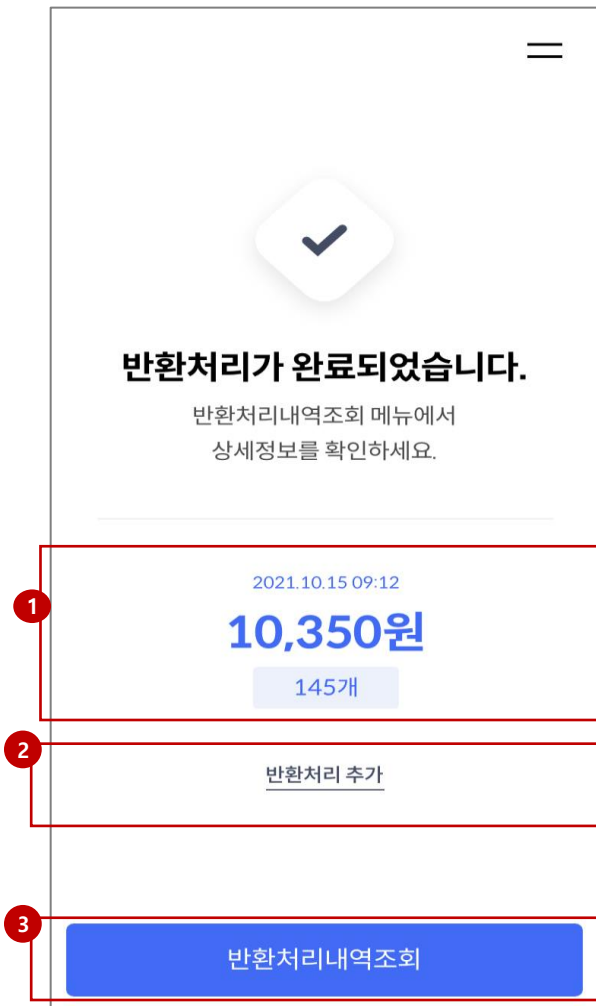 반환처리가 완료되었습니다.
반환처리내역조회 메뉴에서
상세정보를 확인하세요.
1
2021.10.15 09:12
10,350원
145개
2
반환처리 추가
3
반환처리내역조회